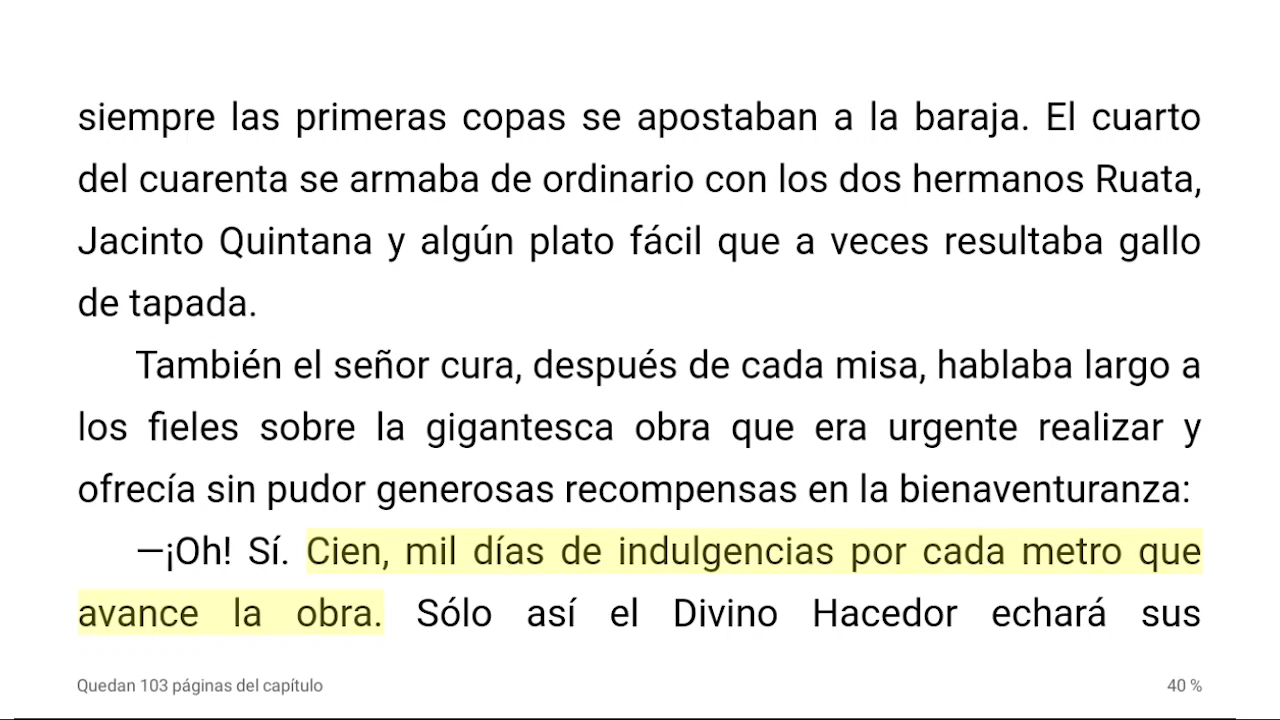 siempre las primeras copas se apostaban a la baraja. El cuarto
del cuarenta se armaba de ordinario con los dos hermanos Ruata,
Jacinto Quintana y algún plato fácil que a veces resultaba gallo
de tapada.
También el señor cura, después de cada misa, hablaba largo a
los fieles sobre la gigantesca obra que era urgente realizar y
ofrecía sin pudor generosas recompensas en la bienaventuranza:
—¡Oh! Sí. Cien, mil días de indulgencias por cada metro que
avance la obra. Sólo así el Divino Hacedor echará sus
Quedan 103 páginas del capítulo
40 %